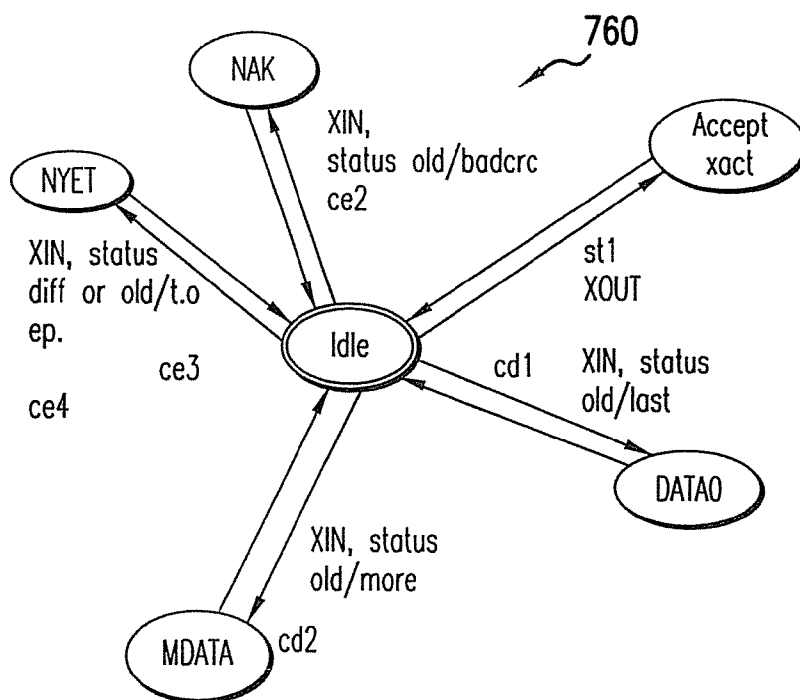 760
NAK
Accept
xact
XIN,
status old/badcrc
ce2
NYET
XIN, status
diff or old/t.o
ep.
st1
XOUT
Idle
ce3
ce4
cd1
XIN, status
old/last
DATA0
XIN, status
old/more
MDATA
cd2